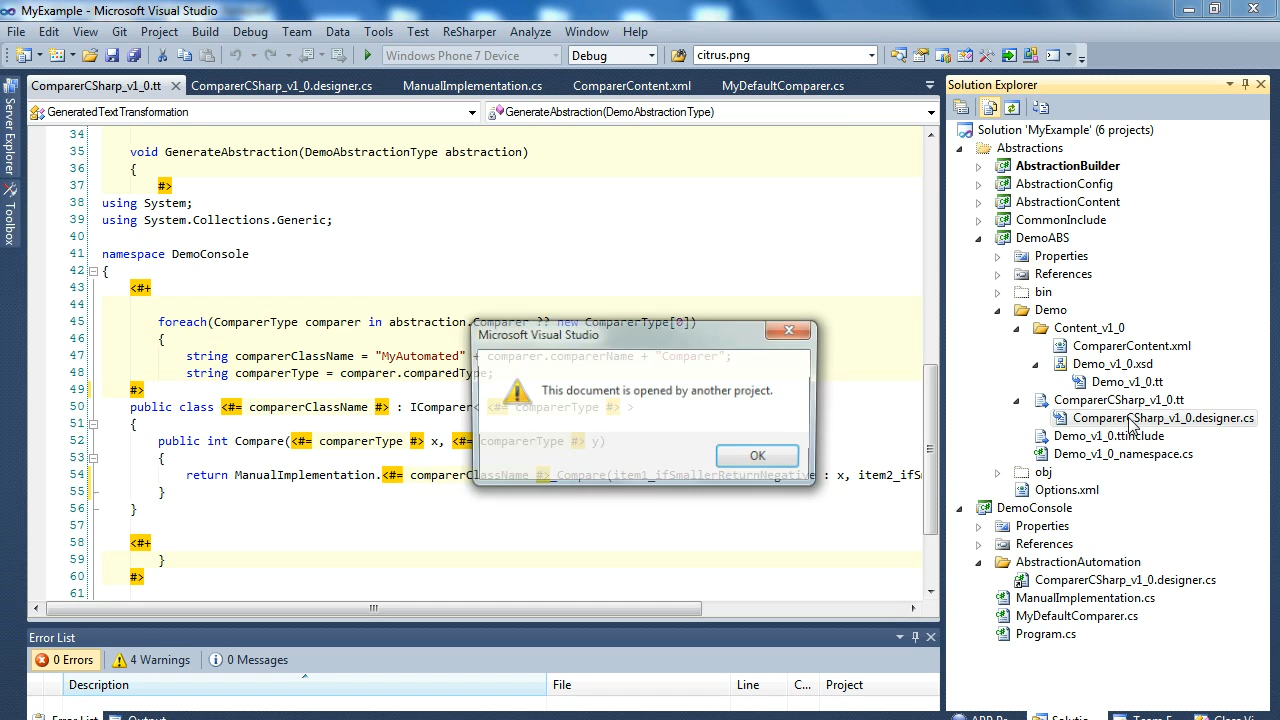 MyExample - Microsoft Visual Studio
File Edit View Git Project Build Debug Team Data Tools Test ReSharper Analyze Window Help
Windows Phone 7 Device Debug citrus.png
ComparerCSharp_v1_0.tt ComparerCSharp_v1_0.designer.cs ManualImplementation.cs ComparerContent.xml MyDefaultComparer.cs
GeneratedTextTransformation GenerateAbstraction(DemoAbstractionType)
Server Explorer
Toolbox
34
35 void GenerateAbstraction(DemoAbstractionType abstraction)
36 {
37 #>
38 using System;
39 using System.Collections.Generic;
40
41 namespace DemoConsole
42 {
43 <#+
44
45 foreach(ComparerType comparer in abstraction.Comparer ?? new ComparerType[0])
46 {
47 string comparerClassName = "MyAutomated" + comparer.comparerName + "Comparer";
48 string comparerType = comparer.comparedType;
49 #>
50 public class <#= comparerClassName #> : IComparer< <#= comparerType #> >
51 {
52 public int Compare(<#= comparerType #> x, <#= comparerType #> y)
53 {
54 return ManualImplementation.<#= comparerClassName #>_Compare(item1_ifSmallerReturnNegative : x, item2_ifSm
55 }
56 }
57
58 <#+
59 }
60 #>
61
Microsoft Visual Studio
This document is opened by another project.
OK
Error List
0 Errors 4 Warnings 0 Messages
Description File Line C... Project
Error List Output
Solution Explorer
Solution 'MyExample' (6 projects)
Abstractions
AbstractionBuilder
AbstractionConfig
AbstractionContent
CommonInclude
DemoABS
Properties
References
bin
Demo
Content_v1_0
ComparerContent.xml
Demo_v1_0.xsd
Demo_v1_0.tt
ComparerCSharp_v1_0.tt
ComparerCSharp_v1_0.designer.cs
Demo_v1_0.ttinclude
Demo_v1_0_namespace.cs
obj
Options.xml
DemoConsole
Properties
References
AbstractionAutomation
ComparerCSharp_v1_0.designer.cs
ManualImplementation.cs
MyDefaultComparer.cs
Program.cs